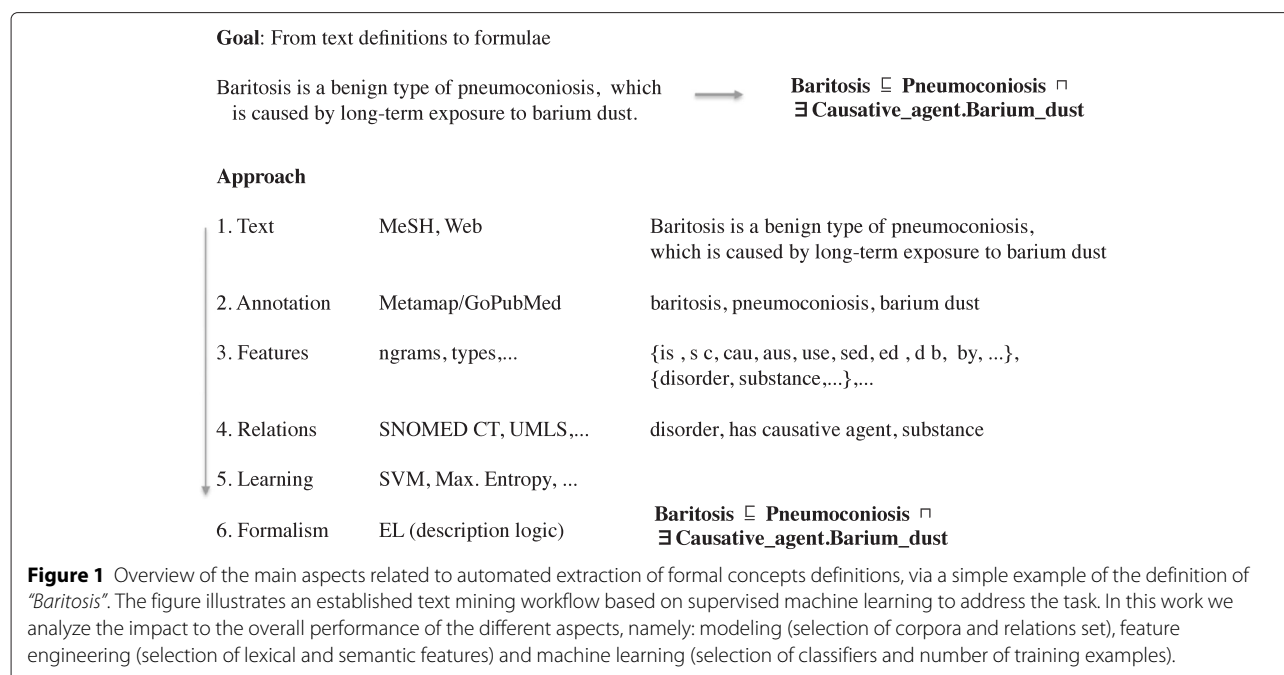 Goal: From text definitions to formulae
Baritosis is a benign type of pneumoconiosis, which
is caused by long-term exposure to barium dust.
Baritosis ⊑ Pneumoconiosis ⊓
∃ Causative_agent.Barium_dust
Approach
1. Text MeSH, Web Baritosis is a benign type of pneumoconiosis,
which is caused by long-term exposure to barium dust
2. Annotation Metamap/GoPubMed baritosis, pneumoconiosis, barium dust
3. Features ngrams, types,... {is , s c, cau, aus, use, sed, ed , d b, by, ...},
{disorder, substance,...},...
4. Relations SNOMED CT, UMLS,... disorder, has causative agent, substance
5. Learning SVM, Max. Entropy, ...
6. Formalism EL (description logic) Baritosis ⊑ Pneumoconiosis ⊓
∃ Causative_agent.Barium_dust
Figure 1 Overview of the main aspects related to automated extraction of formal concepts definitions, via a simple example of the definition of
"Baritosis". The figure illustrates an established text mining workflow based on supervised machine learning to address the task. In this work we
analyze the impact to the overall performance of the different aspects, namely: modeling (selection of corpora and relations set), feature
engineering (selection of lexical and semantic features) and machine learning (selection of classifiers and number of training examples).